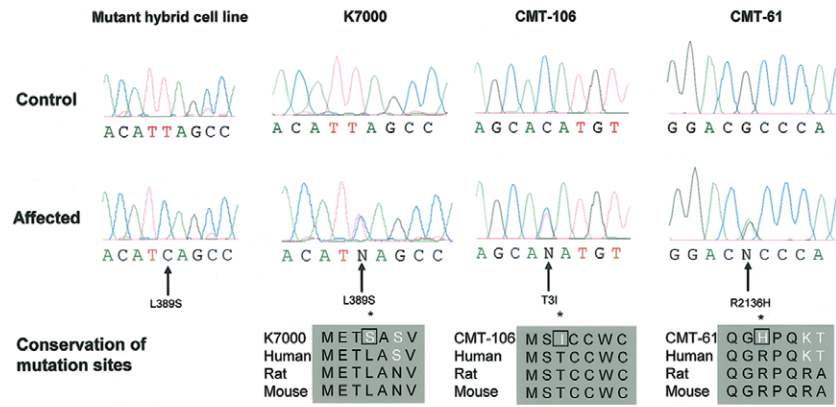 Mutant hybrid cell line K7000 CMT-106 CMT-61
Control
ACATTAGCC ACATTAGCC AGCACATGT GGACGCCCA
Affected
ACATCAGCC ACATNAGCC AGCANATGT GGACNCCCA
L389S L389S T3I R2136H
* * *
Conservation of mutation sites
K7000 METLSASV CMT-106 MSICCWC CMT-61 QGHPQKT
Human METLASV Human MSTCCWC Human QGRPQKT
Rat METLANV Rat MSTCCWC Rat QGRPQRA
Mouse METLANV Mouse MSTCCWC Mouse QGRPQRA